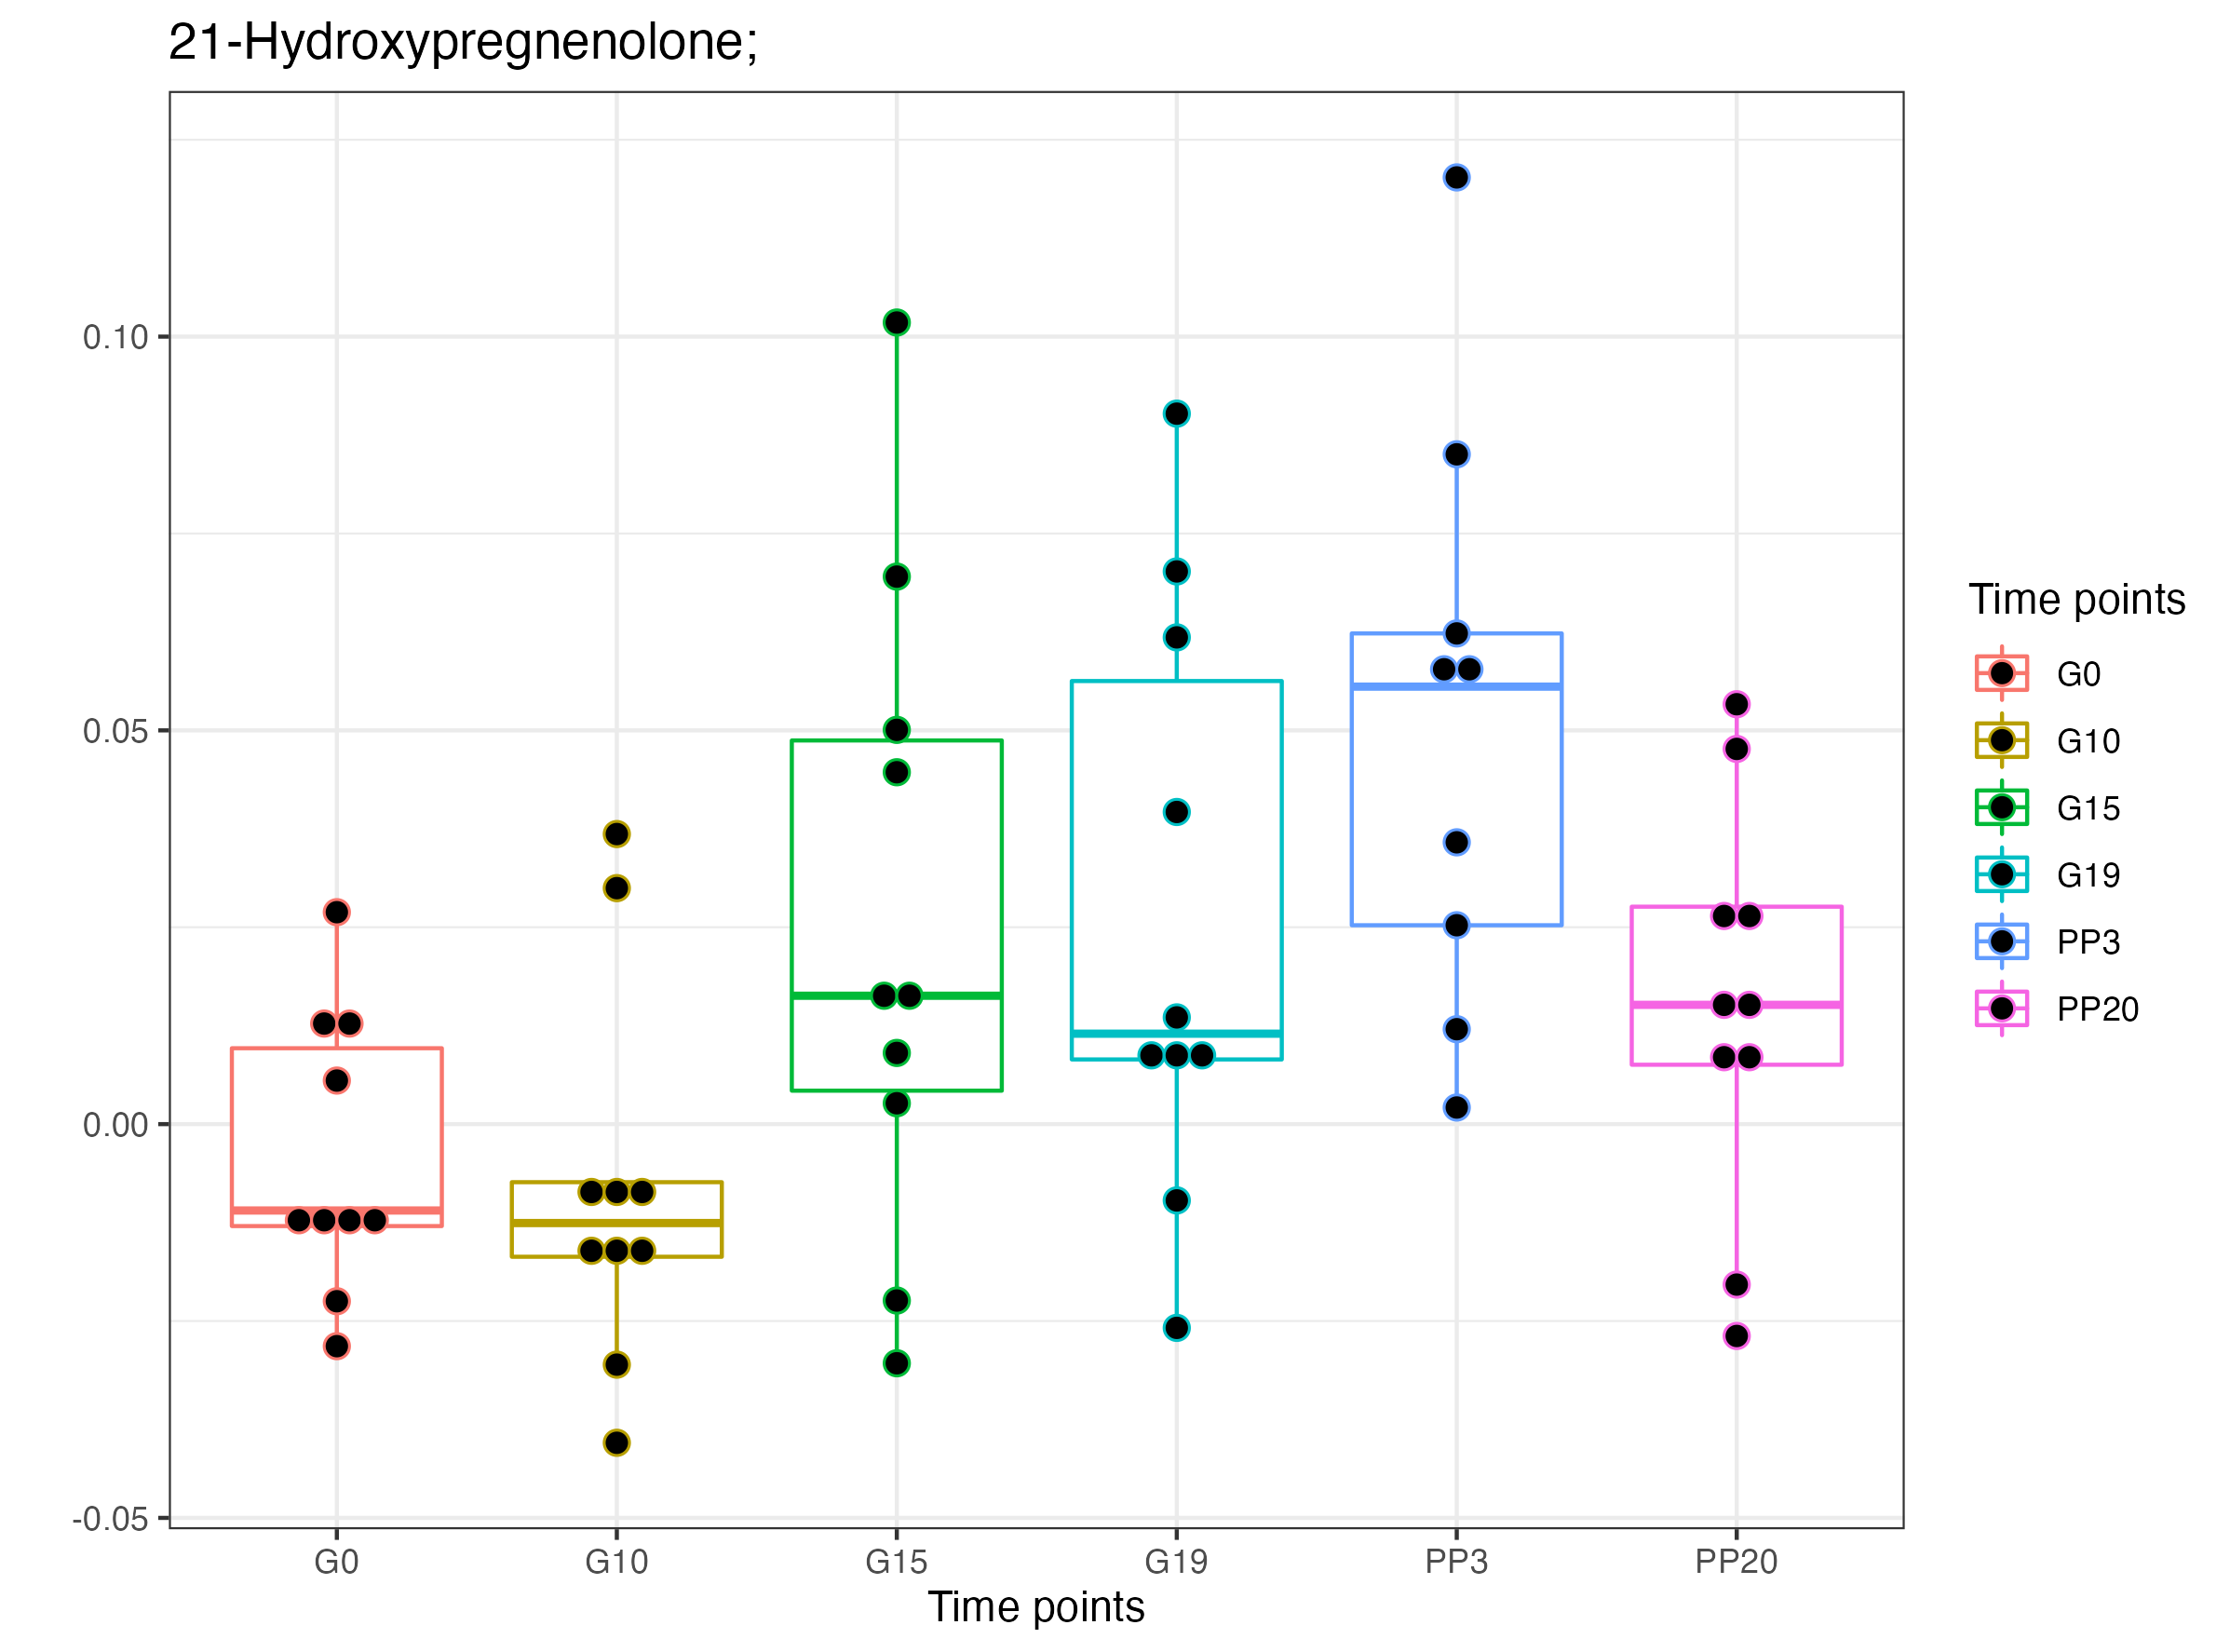 21-Hydroxypregnenolone;
0.10
0.05
0.00
-0.05
G0 G10 G15 G19 PP3 PP20
Time points
Time points
G0
G10
G15
G19
PP3
PP20